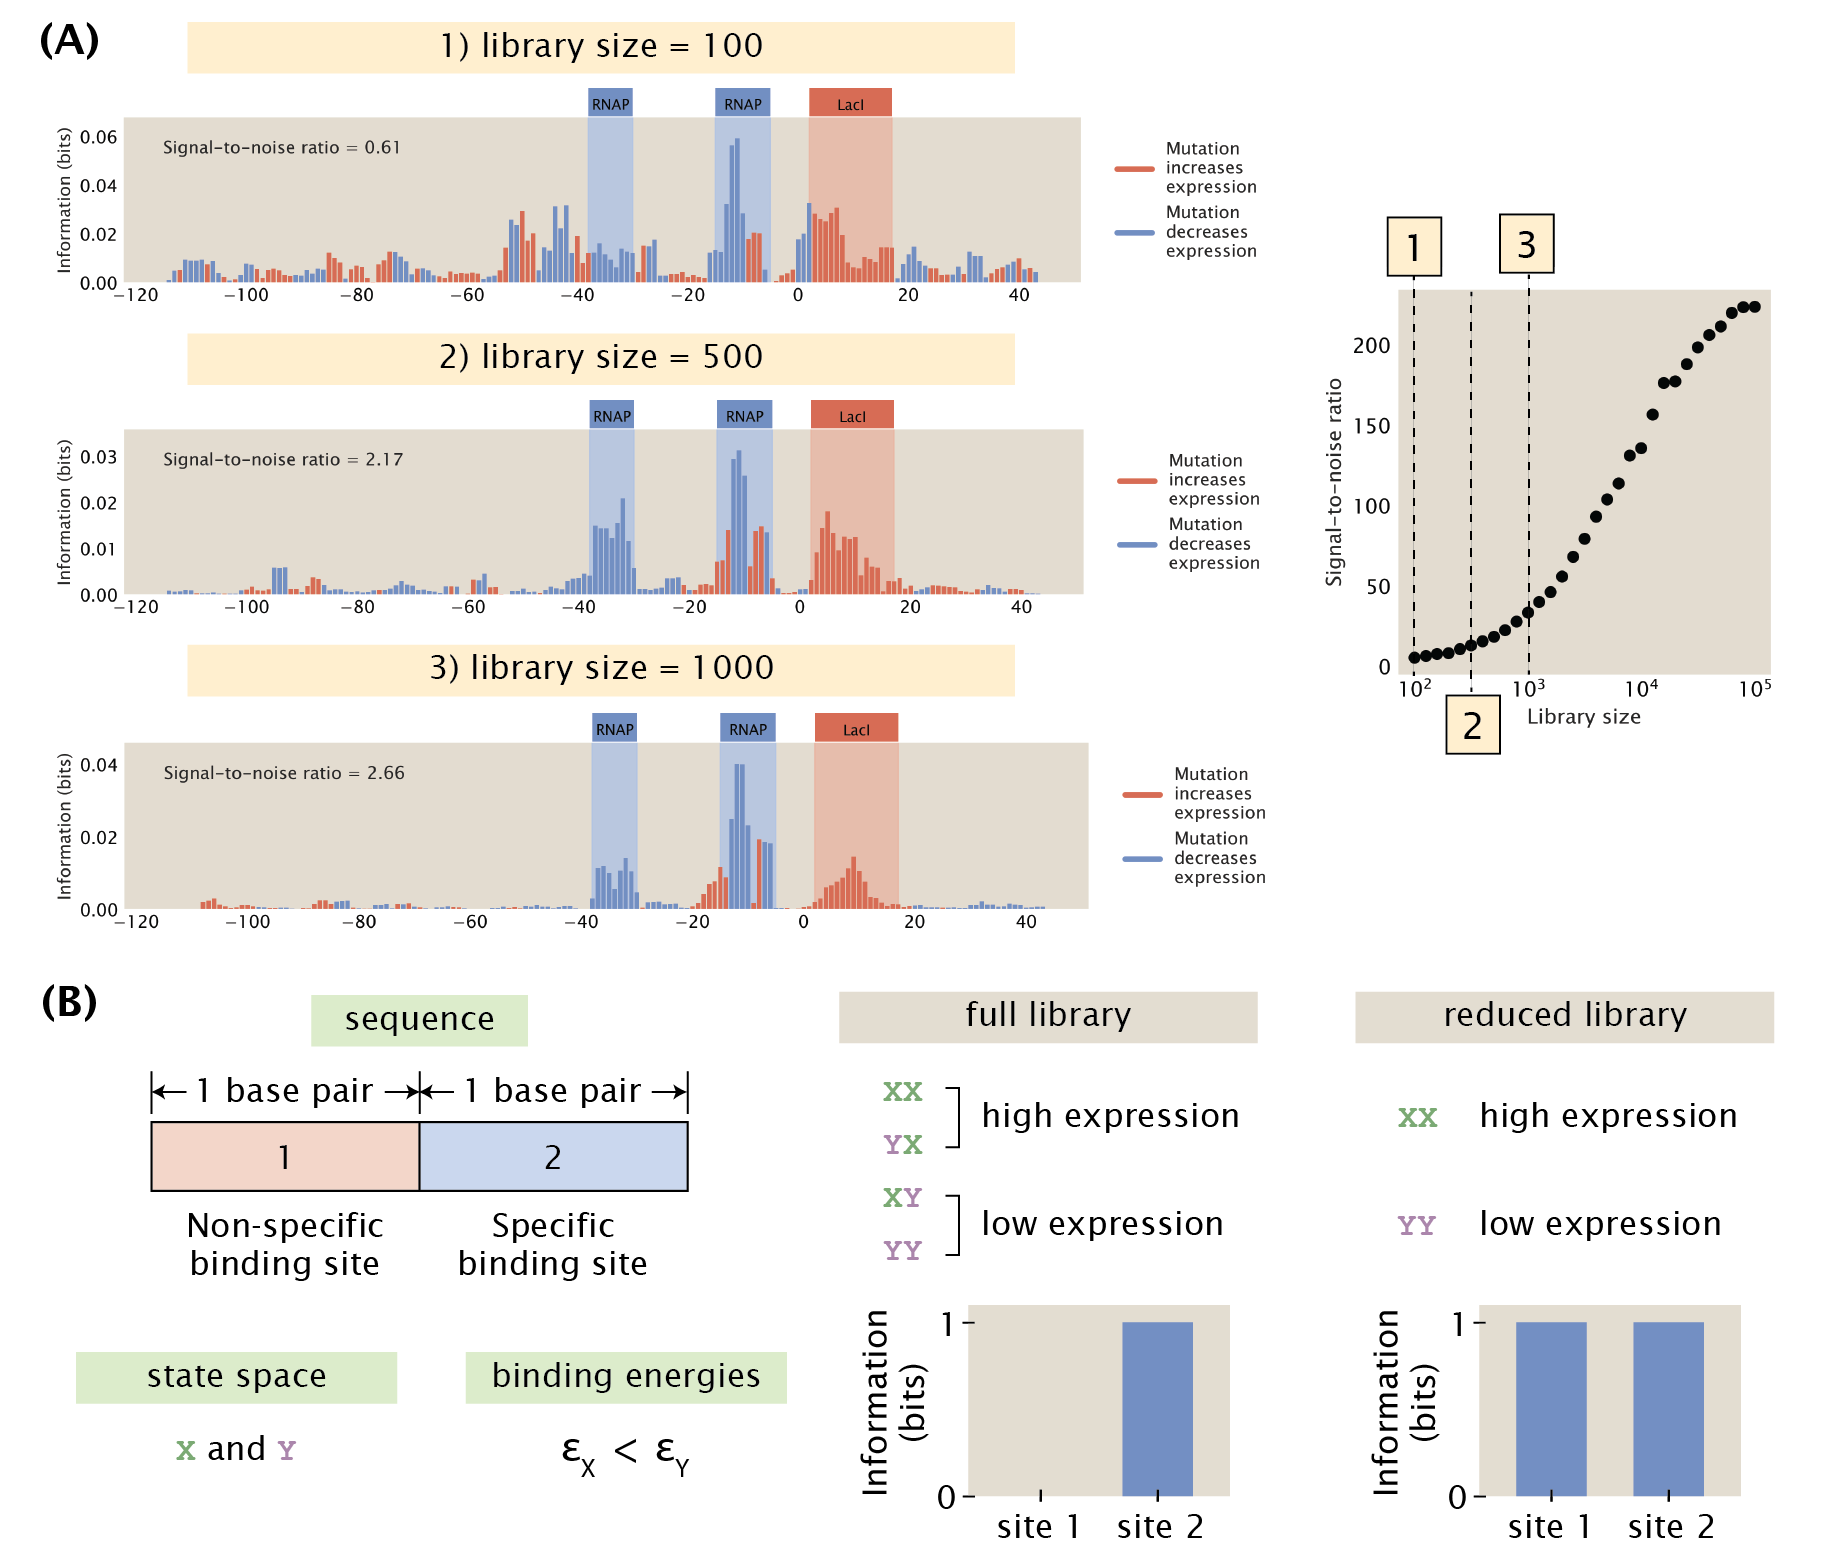 (A)
1) library size = 100
RNAP RNAP LacI
Signal-to-noise ratio = 0.61
Information (bits)
0.06
0.04
0.02
0.00
−120 −100 −80 −60 −40 −20 0 20 40
Mutation
increases
expression
Mutation
decreases
expression
2) library size = 500
RNAP RNAP LacI
Signal-to-noise ratio = 2.17
Information (bits)
0.03
0.02
0.01
0.00
−120 −100 −80 −60 −40 −20 0 20 40
Mutation
increases
expression
Mutation
decreases
expression
3) library size = 1000
RNAP RNAP LacI
Signal-to-noise ratio = 2.66
Information (bits)
0.04
0.02
0.00
−120 −100 −80 −60 −40 −20 0 20 40
Mutation
increases
expression
Mutation
decreases
expression
1 3
Signal-to-noise ratio
200
150
100
50
0
10² 10³ 10⁴ 10⁵
2
Library size
(B)
sequence
1 base pair 1 base pair
1 2
Non-specific
binding site
Specific
binding site
state space
X and Y
binding energies
εX < εY
full library
XX
YX
high expression
XY
YY
low expression
Information
(bits)
1
0
site 1 site 2
reduced library
XX high expression
YY low expression
Information
(bits)
1
0
site 1 site 2